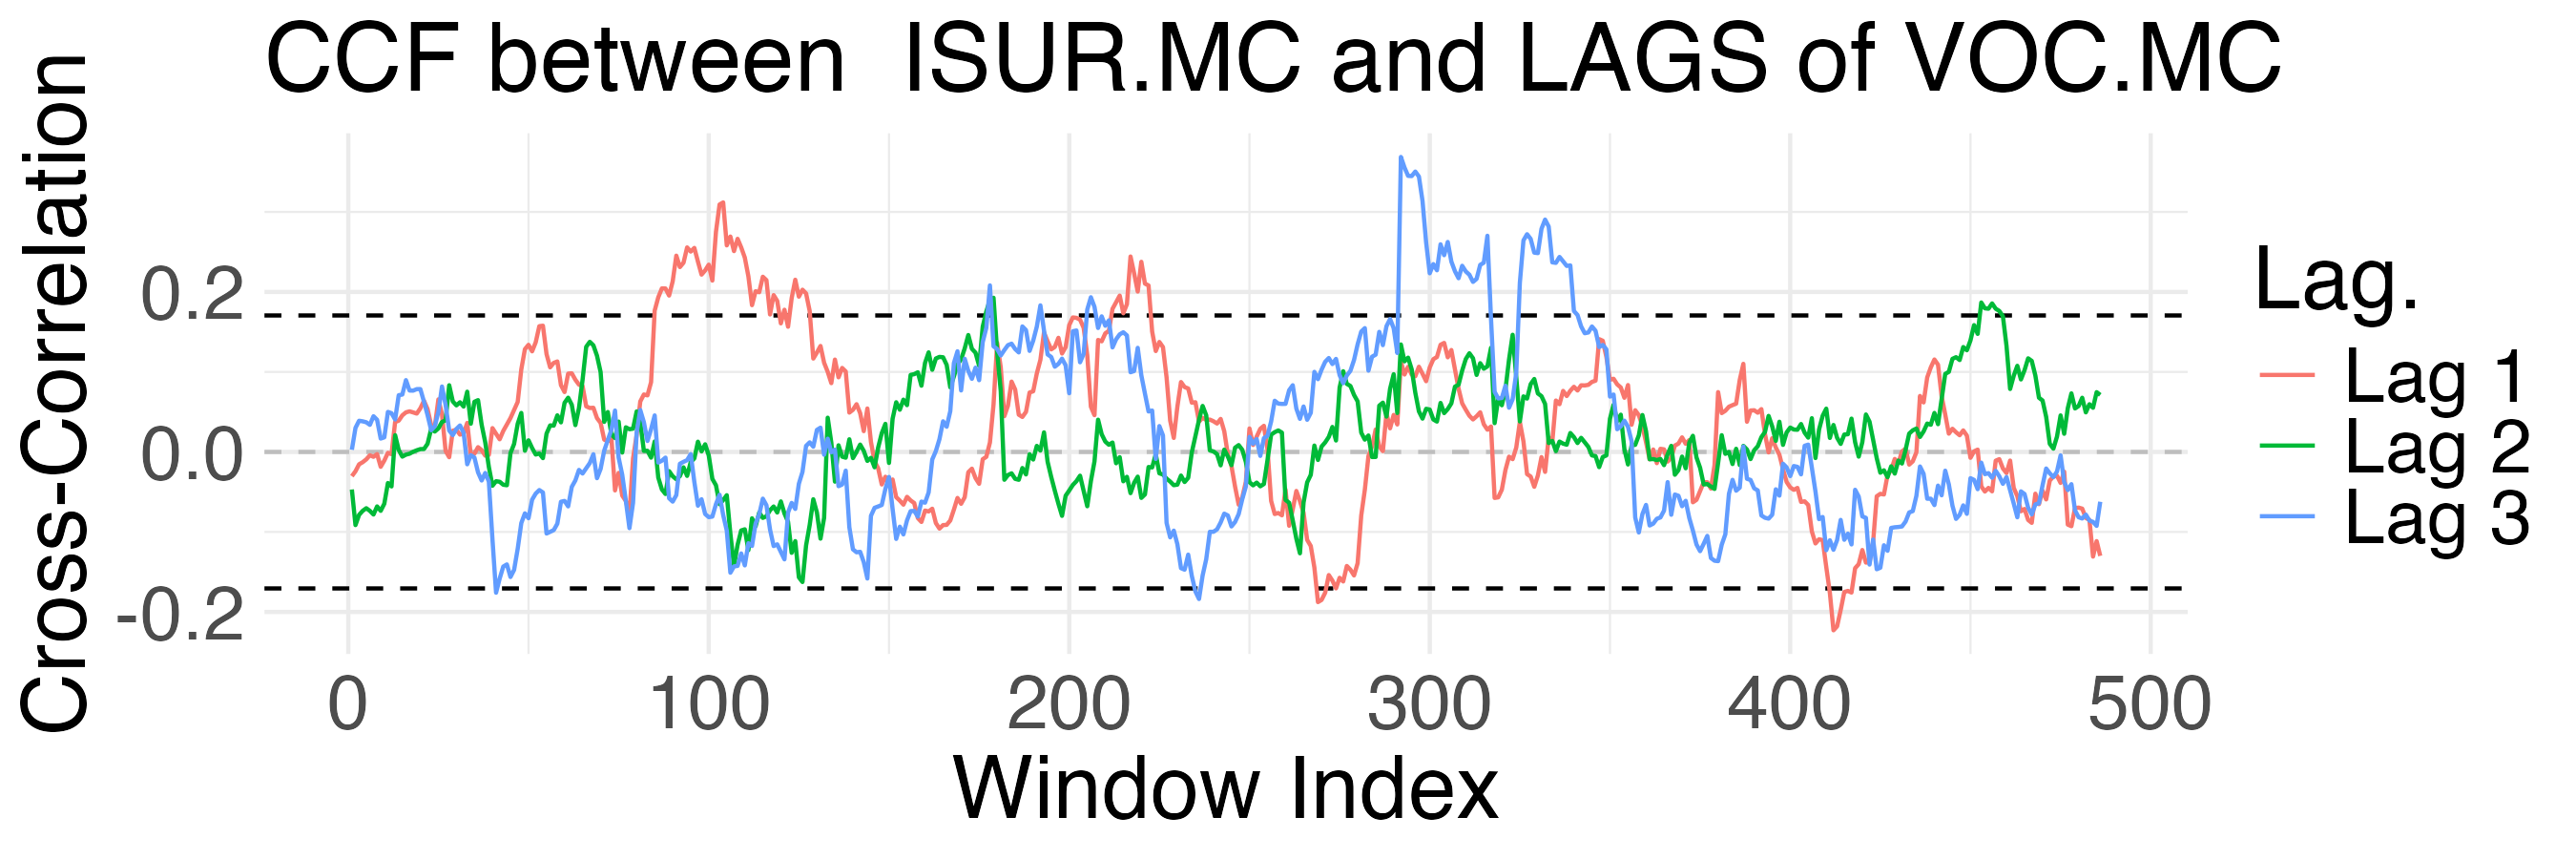 CCF between ISUR.MC and LAGS of VOC.MC
Cross-Correlation
0.2
0.0
-0.2
0 100 200 300 400 500
Window Index
Lag.
Lag 1
Lag 2
Lag 3